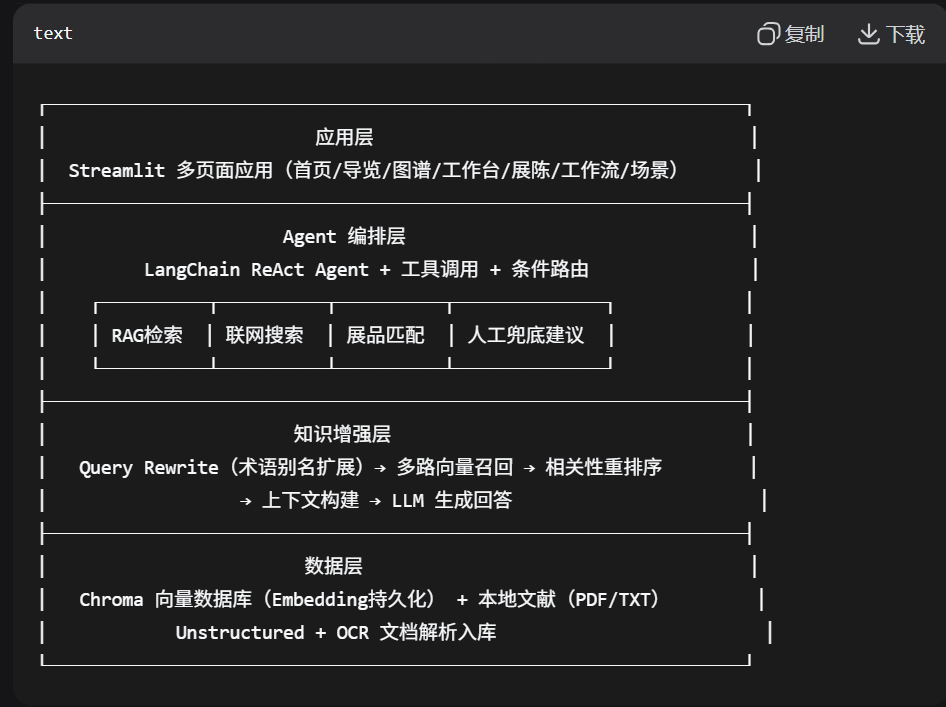 text
复制
下载
应用层
Streamlit 多页面应用（首页/导览/图谱/工作台/展陈/工作流/场景）
Agent 编排层
LangChain ReAct Agent + 工具调用 + 条件路由
RAG检索 联网搜索 展品匹配 人工兜底建议
知识增强层
Query Rewrite（术语别名扩展）→ 多路向量召回 → 相关性重排序
→ 上下文构建 → LLM 生成回答
数据层
Chroma 向量数据库（Embedding持久化） + 本地文献（PDF/TXT）
Unstructured + OCR 文档解析入库